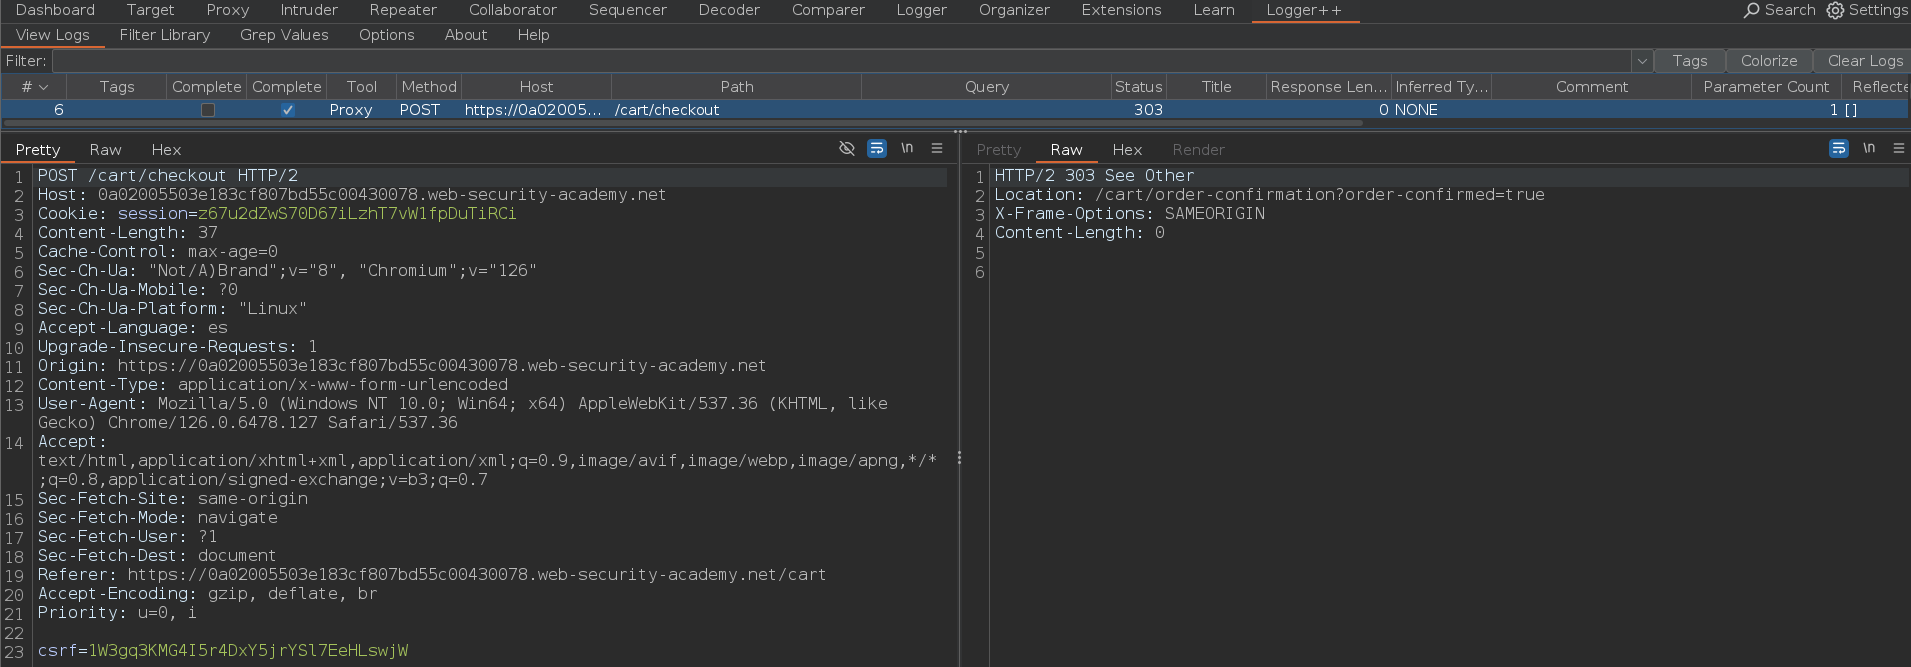 Dashboard Target Proxy Intruder Repeater Collaborator Sequencer Decoder Comparer Logger Organizer Extensions Learn Logger++ Search Settings
View Logs Filter Library Grep Values Options About Help
Filter: Tags Colorize Clear Logs
# Tags Complete Complete Tool Method Host Path Query Status Title Response Len... Inferred Ty... Comment Parameter Count Reflecte
6 Proxy POST https://0a02005... /cart/checkout 303 0 NONE 1 []
Pretty Raw Hex \n
1 POST /cart/checkout HTTP/2
2 Host: 0a02005503e183cf807bd55c00430078.web-security-academy.net
3 Cookie: session=z67u2dZwS70D67iLzhT7vW1fpDuTiRCi
4 Content-Length: 37
5 Cache-Control: max-age=0
6 Sec-Ch-Ua: "Not/A)Brand";v="8", "Chromium";v="126"
7 Sec-Ch-Ua-Mobile: ?0
8 Sec-Ch-Ua-Platform: "Linux"
9 Accept-Language: es
10 Upgrade-Insecure-Requests: 1
11 Origin: https://0a02005503e183cf807bd55c00430078.web-security-academy.net
12 Content-Type: application/x-www-form-urlencoded
13 User-Agent: Mozilla/5.0 (Windows NT 10.0; Win64; x64) AppleWebKit/537.36 (KHTML, like
Gecko) Chrome/126.0.6478.127 Safari/537.36
14 Accept:
text/html,application/xhtml+xml,application/xml;q=0.9,image/avif,image/webp,image/apng,*/*
;q=0.8,application/signed-exchange;v=b3;q=0.7
15 Sec-Fetch-Site: same-origin
16 Sec-Fetch-Mode: navigate
17 Sec-Fetch-User: ?1
18 Sec-Fetch-Dest: document
19 Referer: https://0a02005503e183cf807bd55c00430078.web-security-academy.net/cart
20 Accept-Encoding: gzip, deflate, br
21 Priority: u=0, i
22
23 csrf=1W3gq3KMG4I5r4DxY5jrYSl7EeHLswjW
Pretty Raw Hex Render \n
1 HTTP/2 303 See Other
2 Location: /cart/order-confirmation?order-confirmed=true
3 X-Frame-Options: SAMEORIGIN
4 Content-Length: 0
5
6